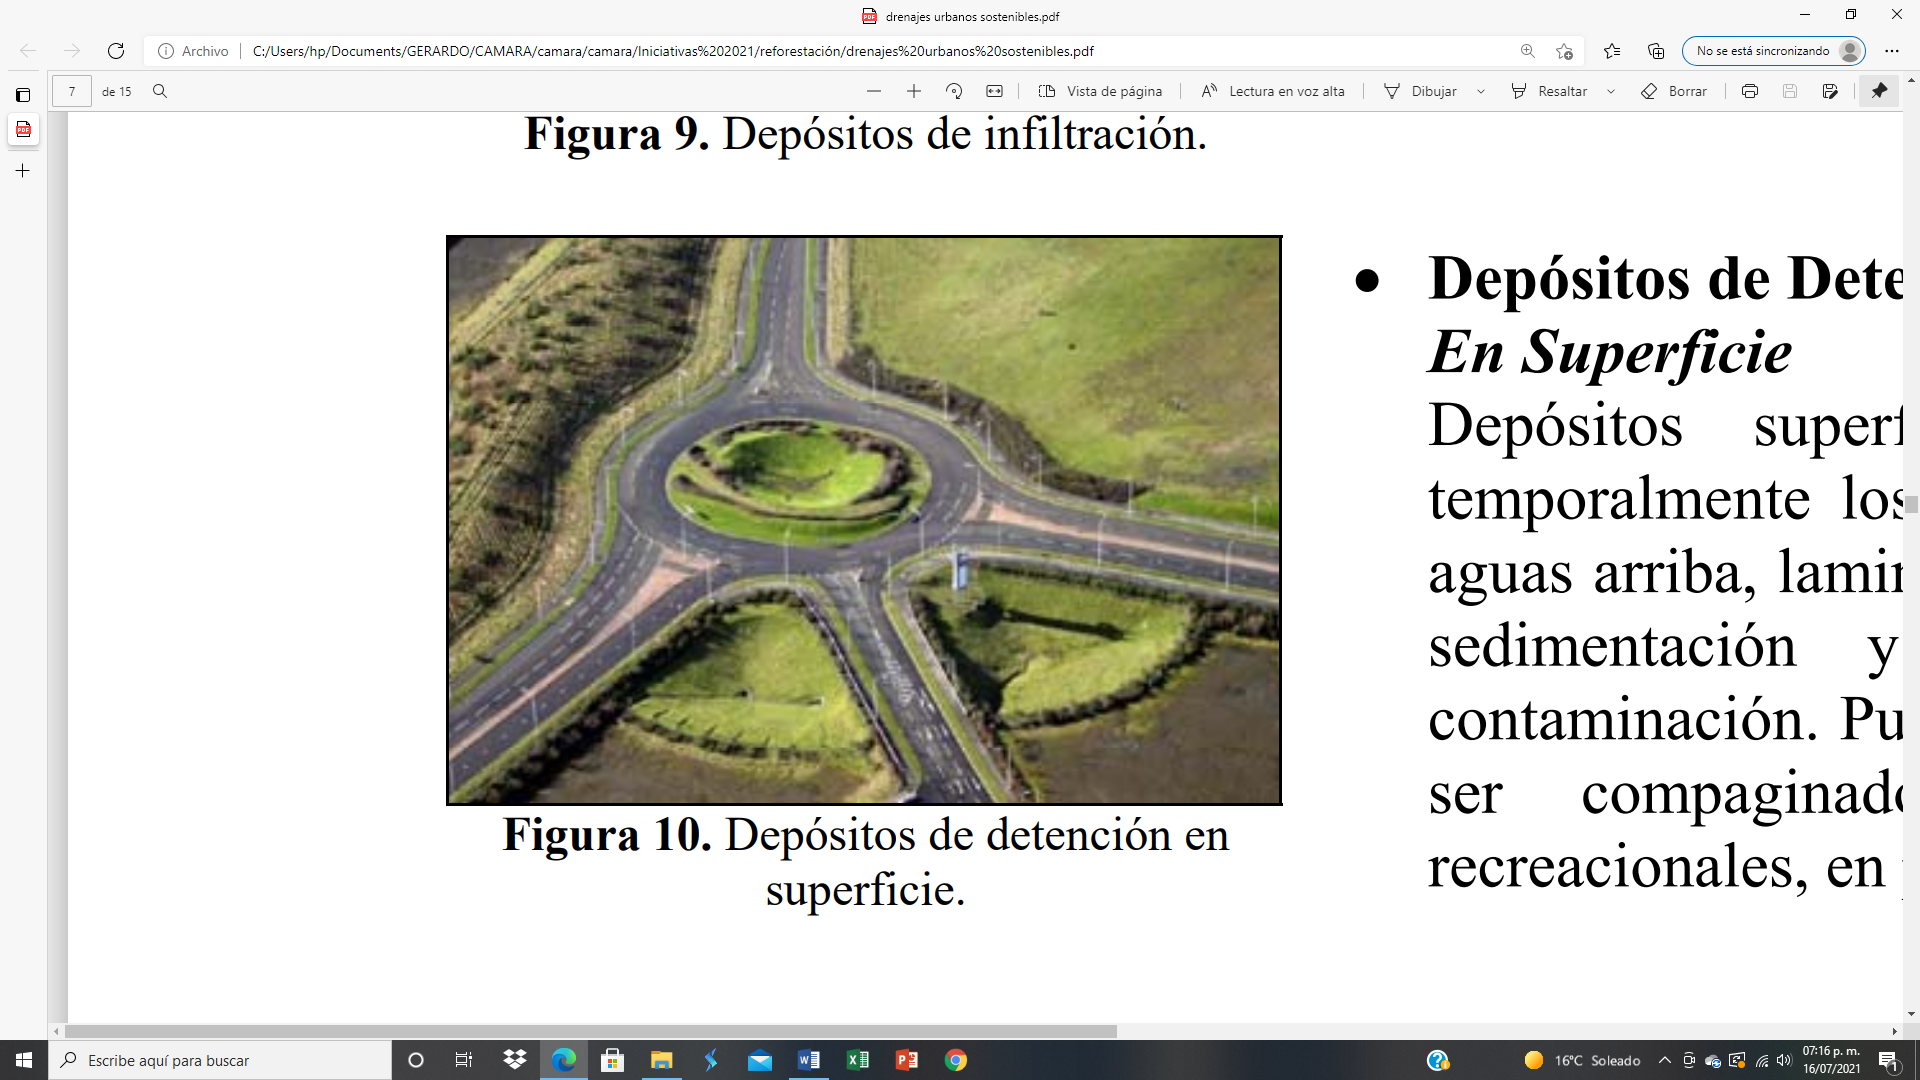 drenajes urbanos sostenibles.pdf
Archivo
C:/Users/hp/Documents/GERARDO/CAMARA/camara/camara/Iniciativas%202021/reforestación/drenajes%20urbanos%20sostenibles.pdf
No se está sincronizando
7 de 15
Vista de página
Lectura en voz alta
Dibujar
Resaltar
Borrar
Figura 9. Depósitos de infiltración.
Figura 10. Depósitos de detención en
superficie.
• Depósitos de Dete
En Superficie
Depósitos superf
temporalmente los
aguas arriba, lamin
sedimentación y
contaminación. Pu
ser compaginado
recreacionales, en
Escribe aquí para buscar
16°C Soleado
07:16 p. m.
16/07/2021
1